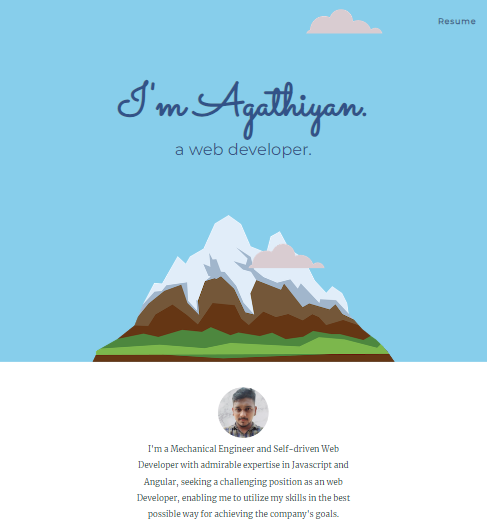 Resume
I'm Agathiyan.
a web developer.
I'm a Mechanical Engineer and Self-driven Web
Developer with admirable expertise in Javascript and
Angular, seeking a challenging position as an web
Developer, enabling me to utilize my skills in the best
possible way for achieving the company's goals.